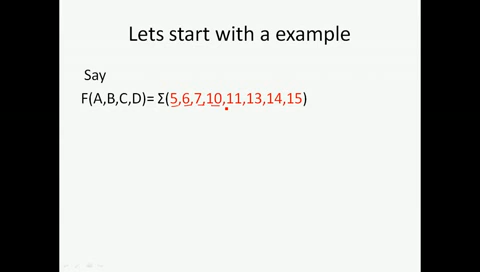 Lets start with a example
Say
F(A,B,C,D)= Σ(5,6,7,10,11,13,14,15)